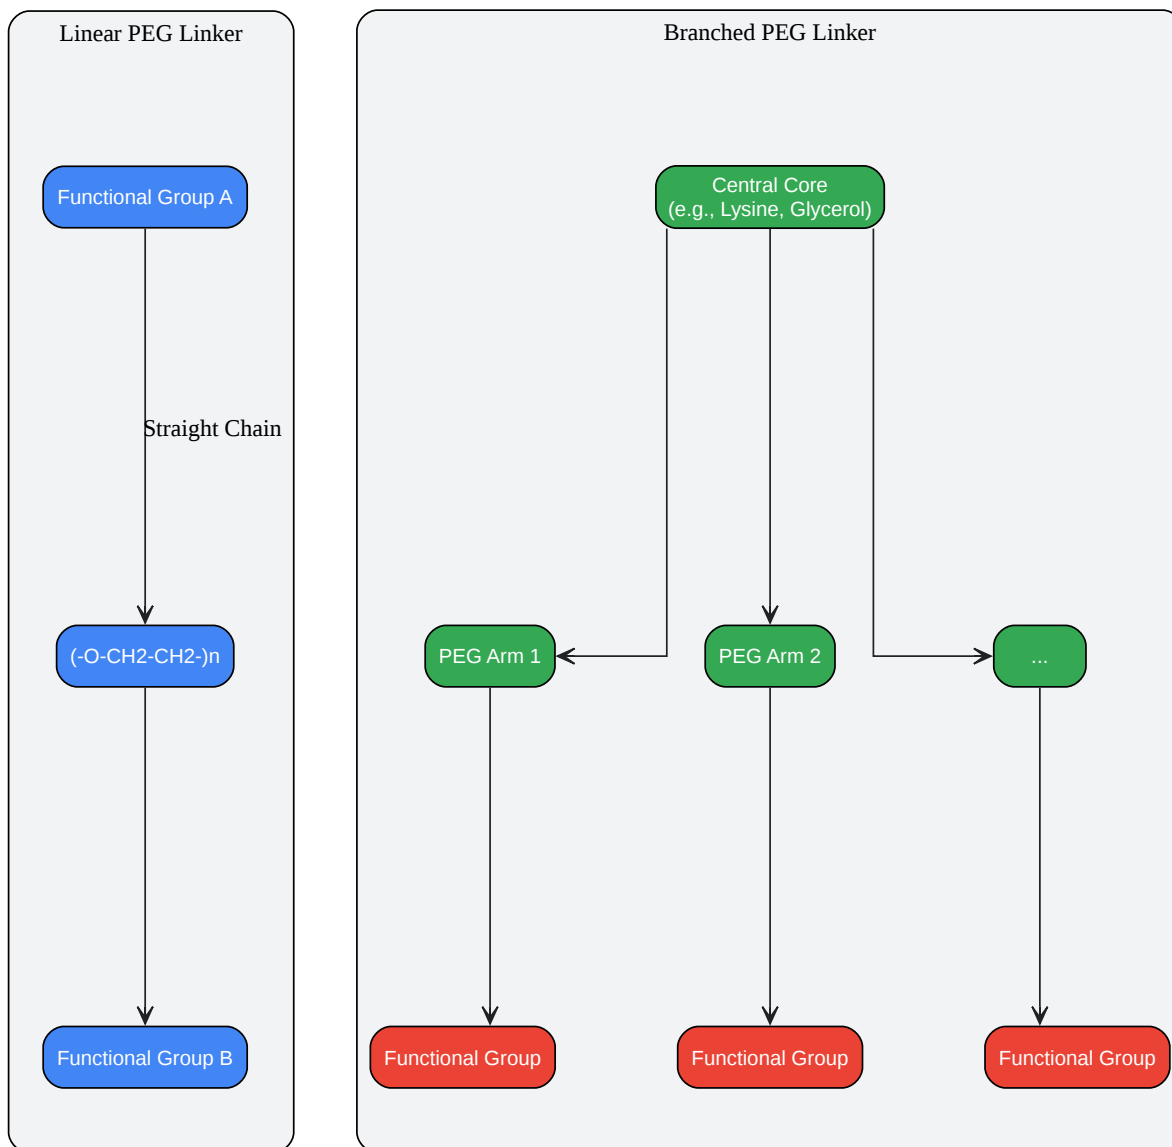 Linear PEG Linker
Functional Group A
Straight Chain
(-O-CH2-CH2-)n
Functional Group B
Branched PEG Linker
Central Core
(e.g., Lysine, Glycerol)
PEG Arm 1
PEG Arm 2
...
Functional Group
Functional Group
Functional Group